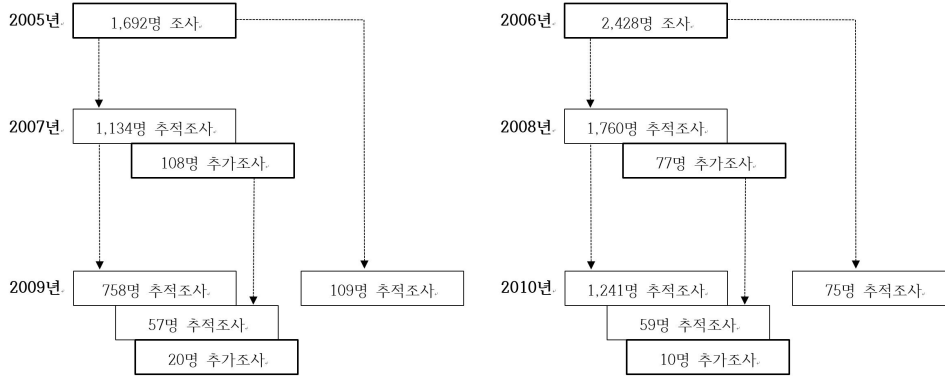 2005년 1,692명 조사
2007년 1,134명 추적조사
108명 추가조사
2009년 758명 추적조사 109명 추적조사
57명 추적조사
20명 추가조사
2006년 2,428명 조사
2008년 1,760명 추적조사
77명 추가조사
2010년 1,241명 추적조사 75명 추적조사
59명 추적조사
10명 추가조사